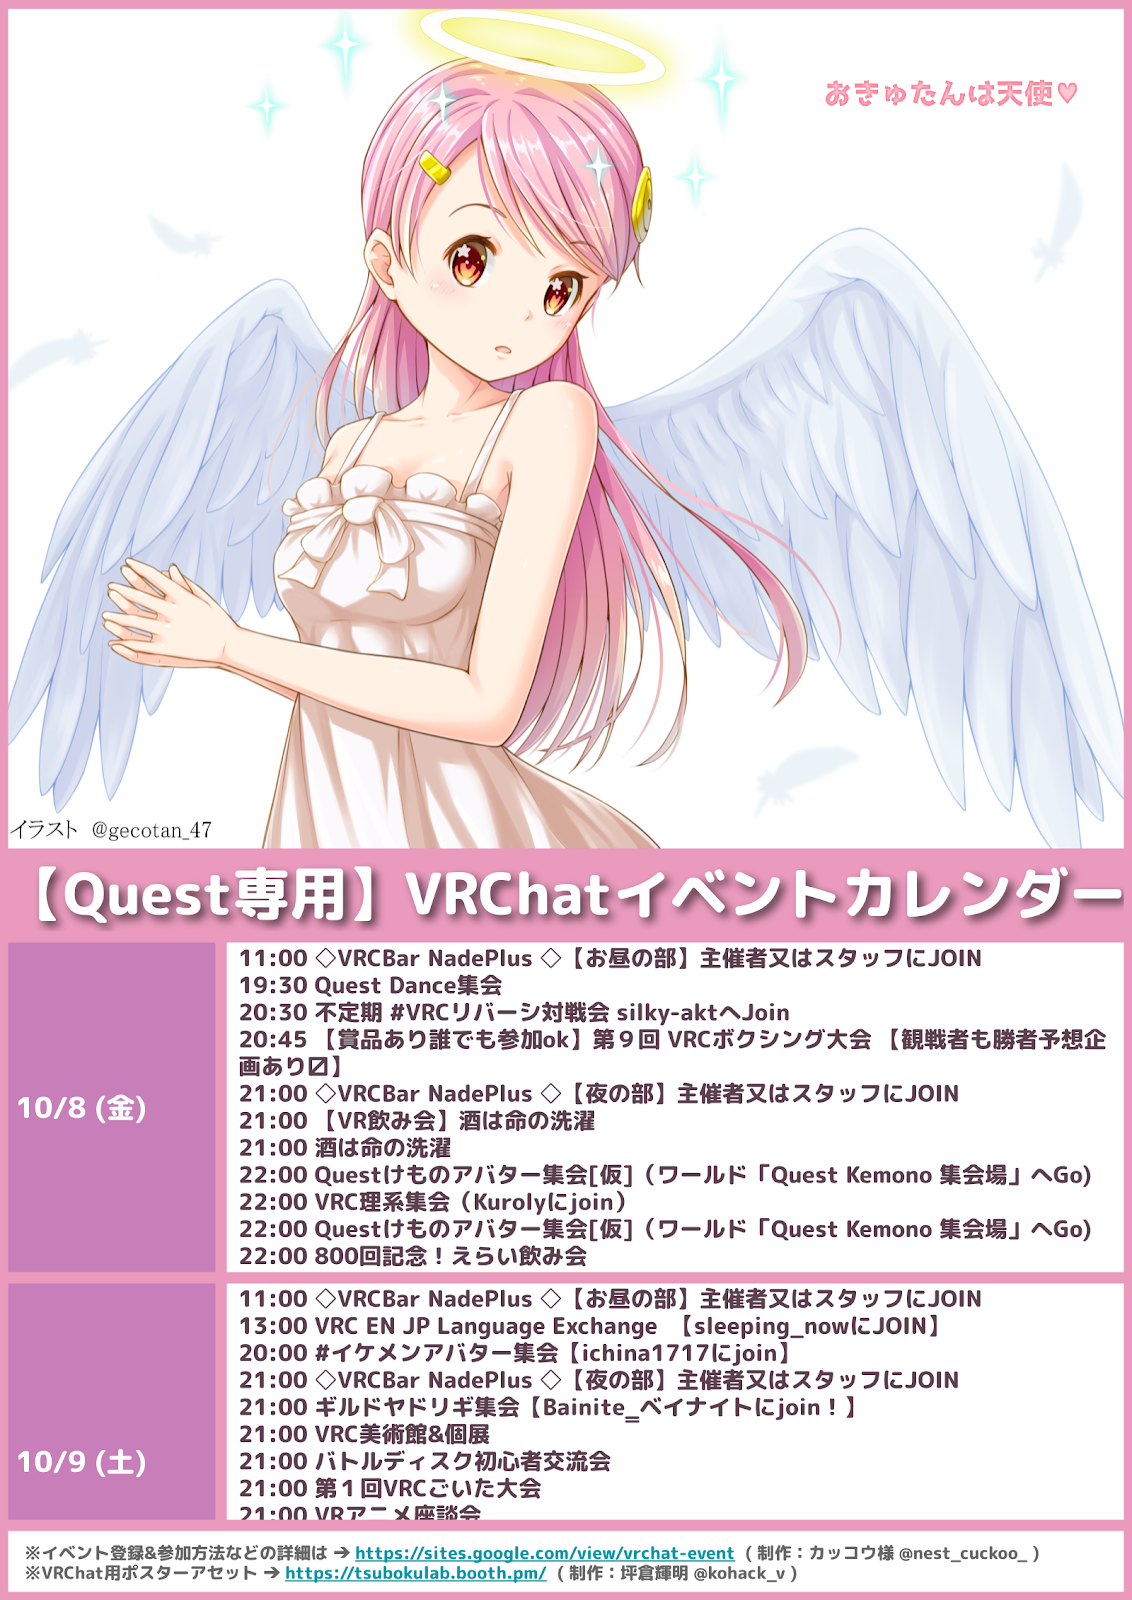 おきゅたんは天使♥
イラスト @gecotan_47
【Quest専用】VRChatイベントカレンダー
10/8 (金)
11:00 ◇VRCBar NadePlus ◇【お昼の部】主催者又はスタッフにJOIN
19:30 Quest Dance集会
20:30 不定期 #VRCリバーシ対戦会 silky-aktへJoin
20:45 【賞品あり誰でも参加ok】第９回 VRCボクシング大会 【観戦者も勝者予想企
画あり〼】
21:00 ◇VRCBar NadePlus ◇【夜の部】主催者又はスタッフにJOIN
21:00 【VR飲み会】酒は命の洗濯
21:00 酒は命の洗濯
22:00 Questけものアバター集会[仮]（ワールド「Quest Kemono 集会場」へGo)
22:00 VRC理系集会（Kurolyにjoin）
22:00 Questけものアバター集会[仮]（ワールド「Quest Kemono 集会場」へGo)
22:00 800回記念！えらい飲み会
10/9 (土)
11:00 ◇VRCBar NadePlus ◇【お昼の部】主催者又はスタッフにJOIN
13:00 VRC EN JP Language Exchange 【sleeping_nowにJOIN】
20:00 #イケメンアバター集会【ichina1717にjoin】
21:00 ◇VRCBar NadePlus ◇【夜の部】主催者又はスタッフにJOIN
21:00 ギルドヤドリギ集会【Bainite‗ベイナイトにjoin！】
21:00 VRC美術館&個展
21:00 バトルディスク初心者交流会
21:00 第１回VRCごいた大会
21:00 VRアニメ座談会
※イベント登録&参加方法などの詳細は ➔ https://sites.google.com/view/vrchat-event （ 制作：カッコウ様 @nest_cuckoo_ ）
※VRChat用ポスターアセット ➔ https://tsubokulab.booth.pm/ （ 制作：坪倉輝明 @kohack_v ）